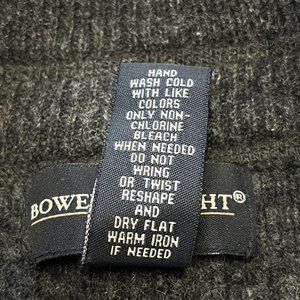 HAND
WASH COLD
WITH LIKE
COLORS
ONLY NON-
CHLORINE
BLEACH
WHEN NEEDED
DO NOT
WRING
OR TWIST
RESHAPE
AND
DRY FLAT
WARM IRON
IF NEEDED